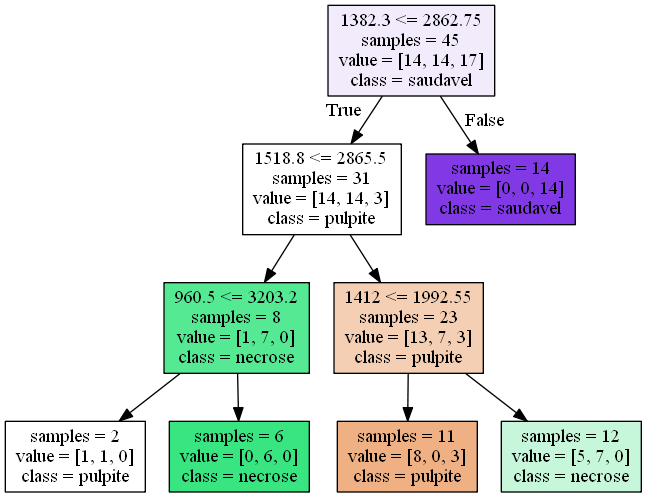 1382.3 <= 2862.75
samples = 45
value = [14, 14, 17]
class = saudavel
True
False
1518.8 <= 2865.5
samples = 31
value = [14, 14, 3]
class = pulpite
samples = 14
value = [0, 0, 14]
class = saudavel
960.5 <= 3203.2
samples = 8
value = [1, 7, 0]
class = necrose
1412 <= 1992.55
samples = 23
value = [13, 7, 3]
class = pulpite
samples = 2
value = [1, 1, 0]
class = pulpite
samples = 6
value = [0, 6, 0]
class = necrose
samples = 11
value = [8, 0, 3]
class = pulpite
samples = 12
value = [5, 7, 0]
class = necrose